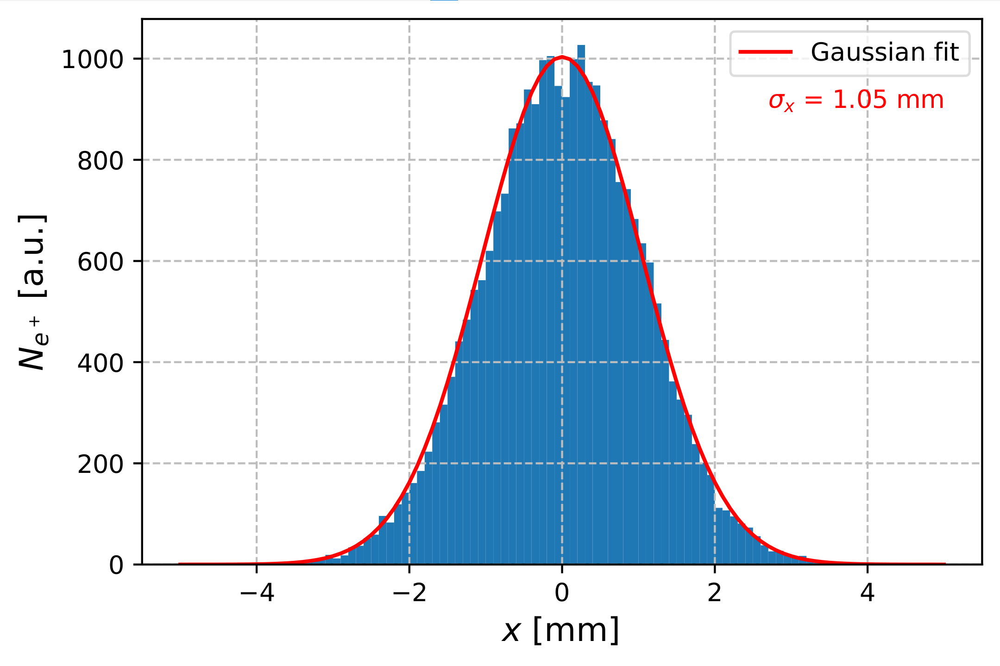 Gaussian fit
σx = 1.05 mm
1000
800
600
400
200
0
Ne+ [a.u.]
−4 −2 0 2 4
x [mm]